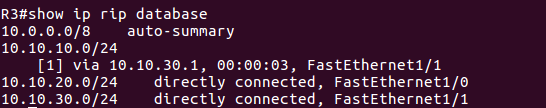 R3#show ip rip database
10.0.0.0/8    auto-summary
10.10.10.0/24
    [1] via 10.10.30.1, 00:00:03, FastEthernet1/1
10.10.20.0/24    directly connected, FastEthernet1/0
10.10.30.0/24    directly connected, FastEthernet1/1